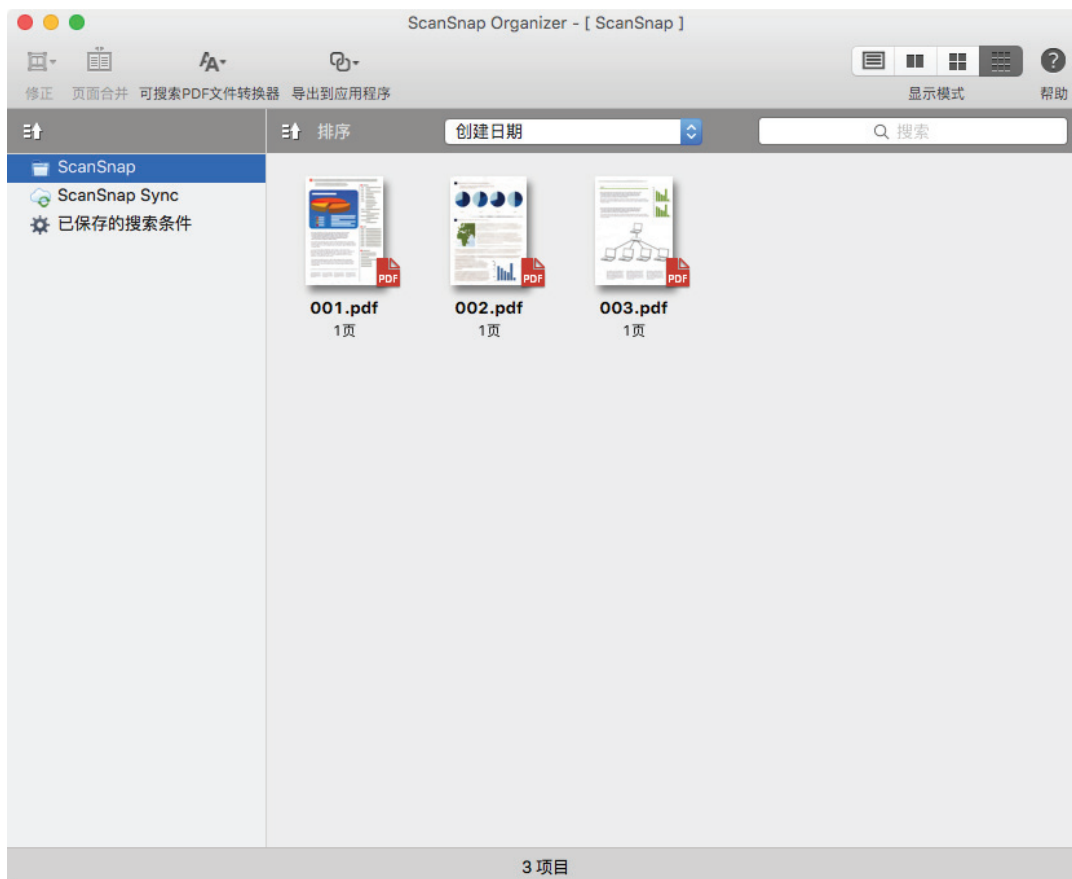 ScanSnap Organizer - [ ScanSnap ]
修正 页面合并 可搜索PDF文件转换器 导出到应用程序 显示模式 帮助
排序 创建日期 搜索
ScanSnap
ScanSnap Sync
已保存的搜索条件
PDF PDF PDF
001.pdf 002.pdf 003.pdf
1页 1页 1页
3 项目